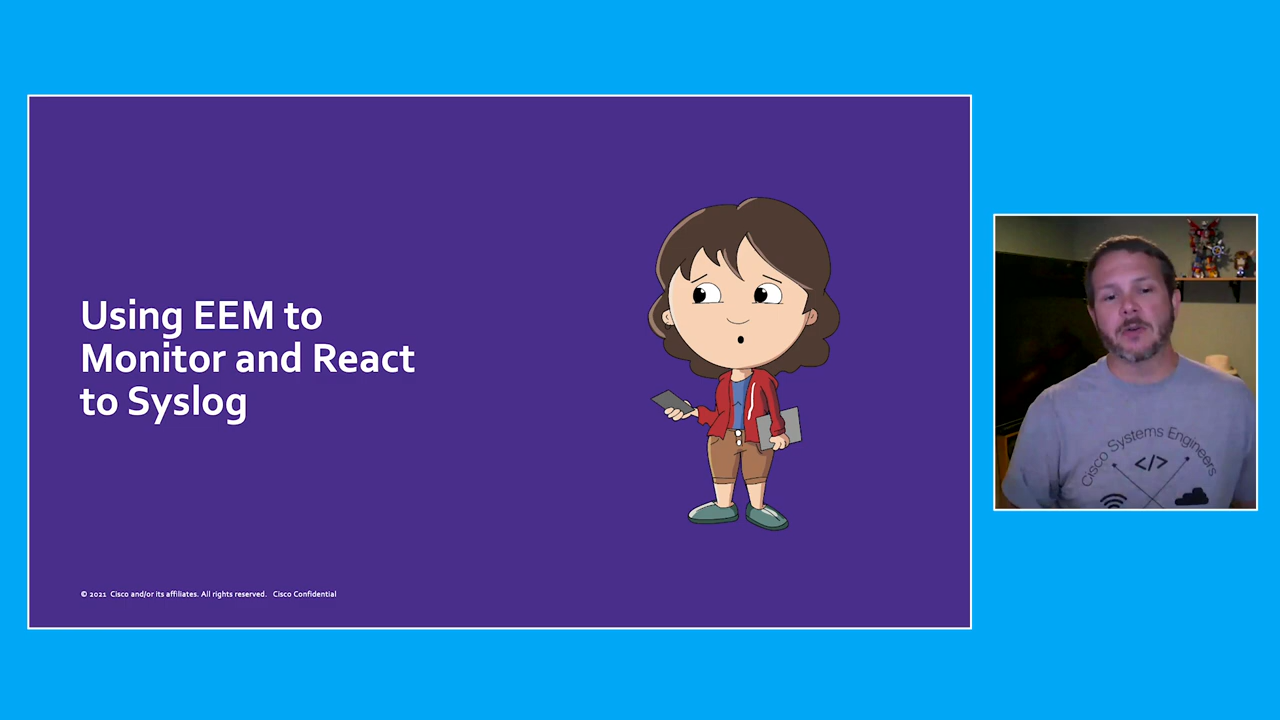 Using EEM to
Monitor and React
to Syslog
© 2021 Cisco and/or its affiliates. All rights reserved. Cisco Confidential
Cisco Systems Engineers
</>